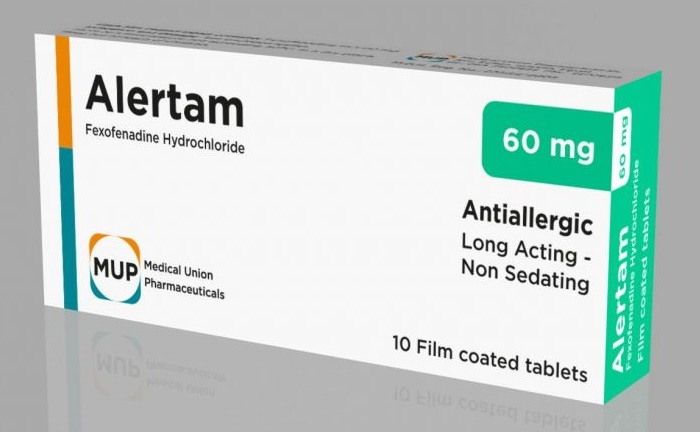 Alertam
Fexofenadine Hydrochloride
60 mg
Antiallergic
Long Acting -
Non Sedating
MUP
Medical Union
Pharmaceuticals
10 Film coated tablets
60 mg
Alertam
Fexofenadine Hydrochloride
Film coated tablets